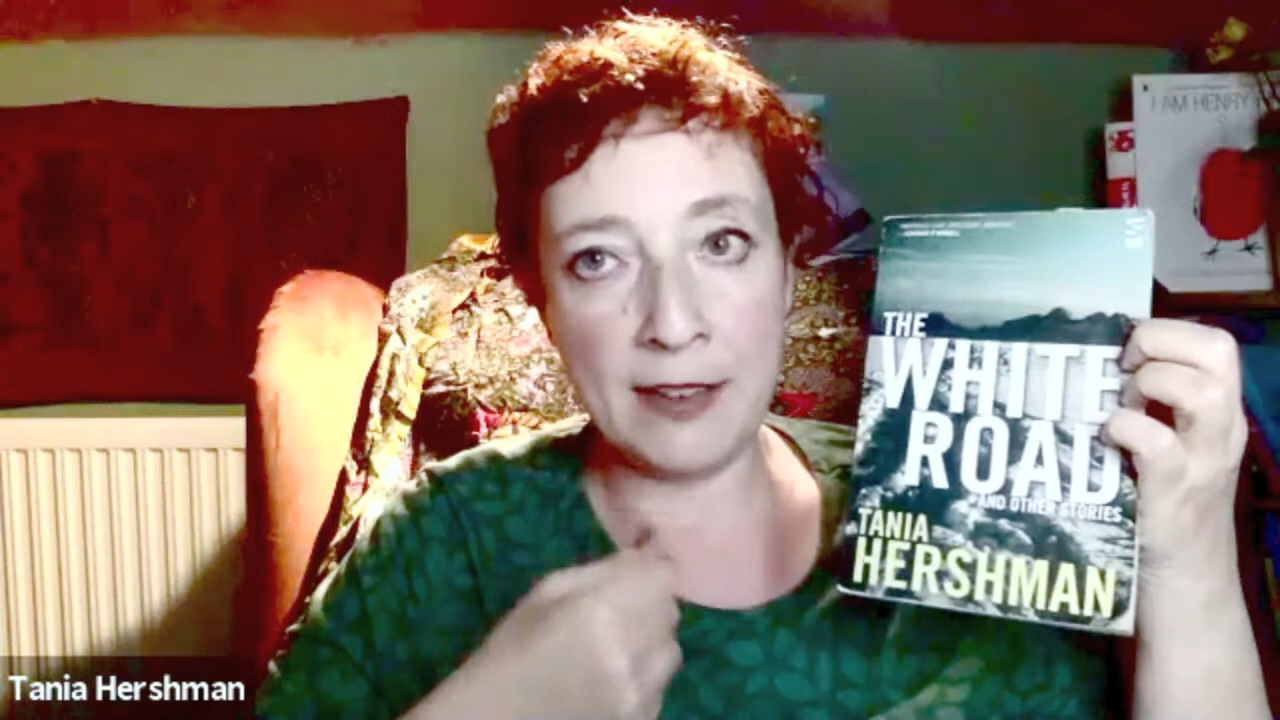 I AM HENRY
THE
WHITE
ROAD
AND OTHER STORIES
TANIA
HERSHMAN
Tania Hershman